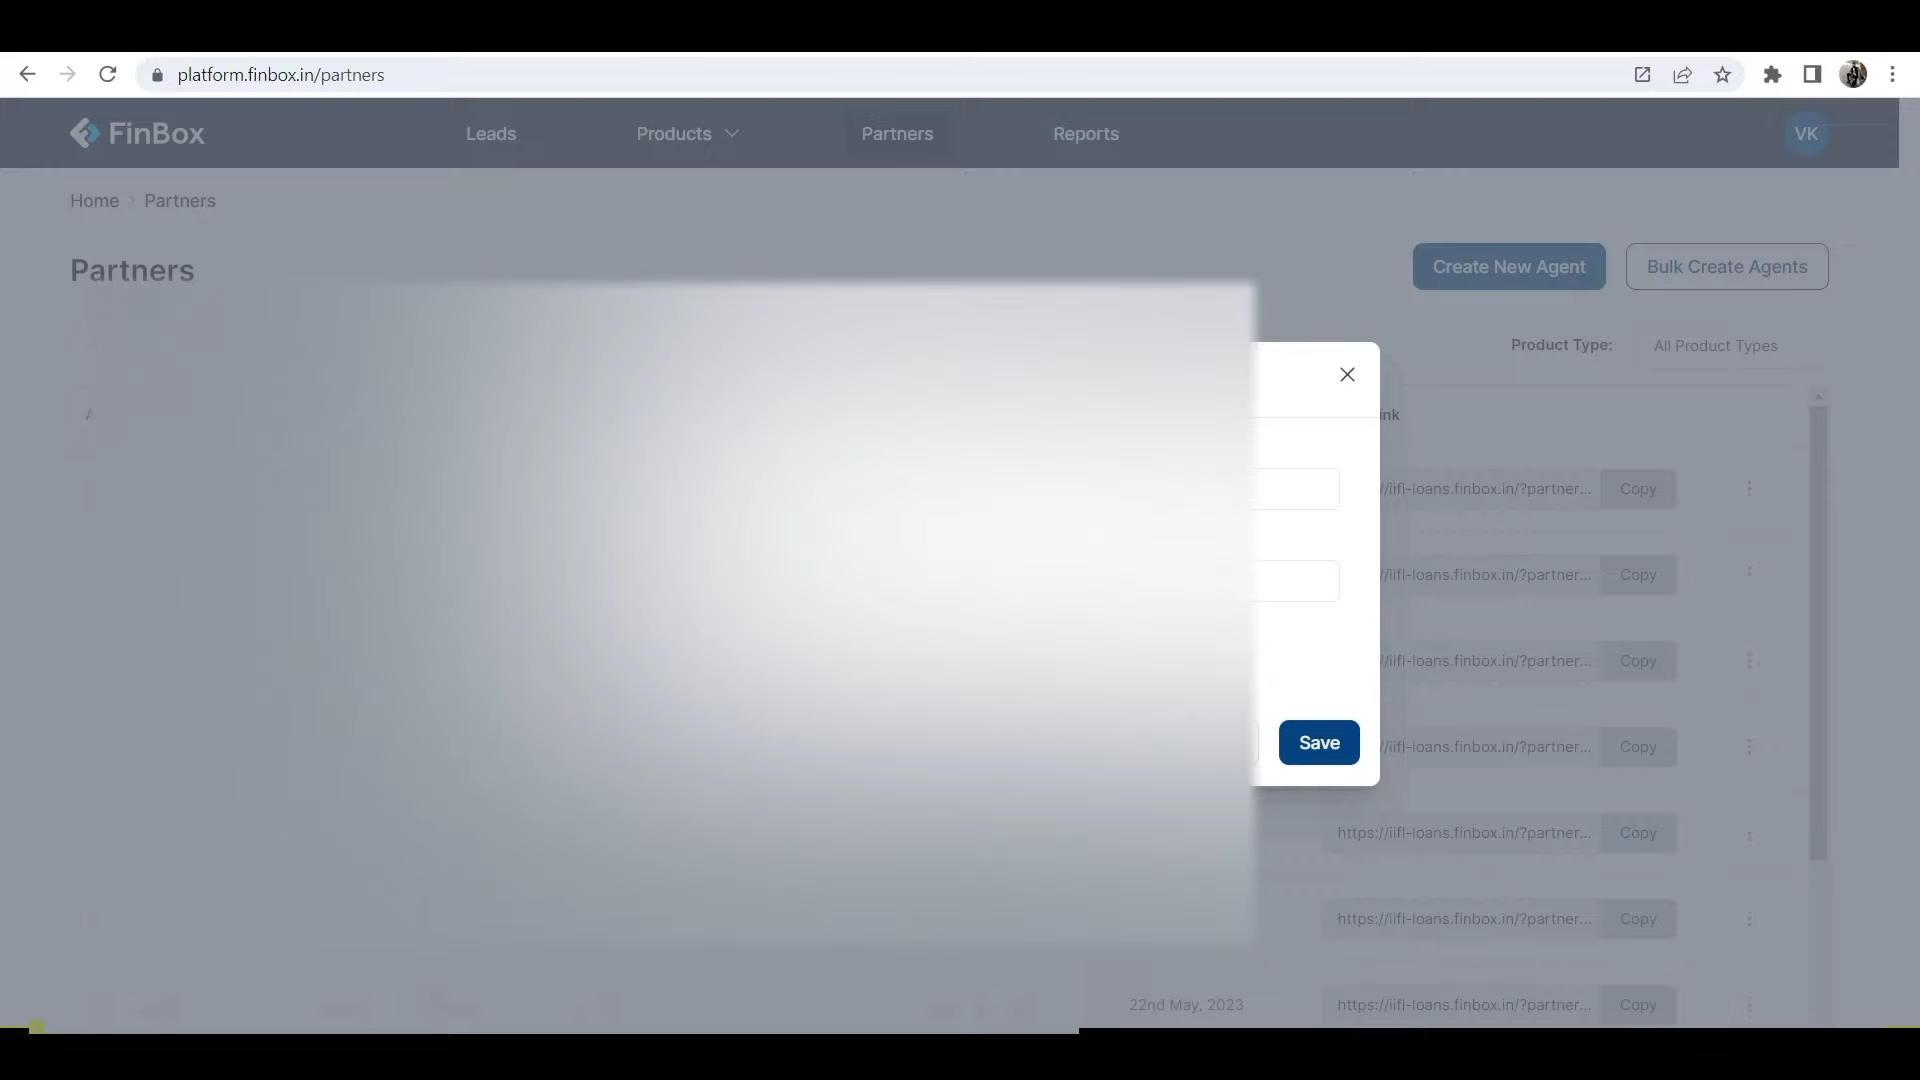 platform.finbox.in/partners
FinBox
Leads
Products
Partners
Reports
VK
Home
Partners
Partners
Create New Agent
Bulk Create Agents
Product Type:
All Product Types
ink
//iifl-loans.finbox.in/?partner...
Copy
//iifl-loans.finbox.in/?partner...
Copy
//iifl-loans.finbox.in/?partner...
Copy
Save
//iifl-loans.finbox.in/?partner...
Copy
https://iifl-loans.finbox.in/?partner...
Copy
https://iifl-loans.finbox.in/?partner...
Copy
22nd May, 2023
https://iifl-loans.finbox.in/?partner...
Copy